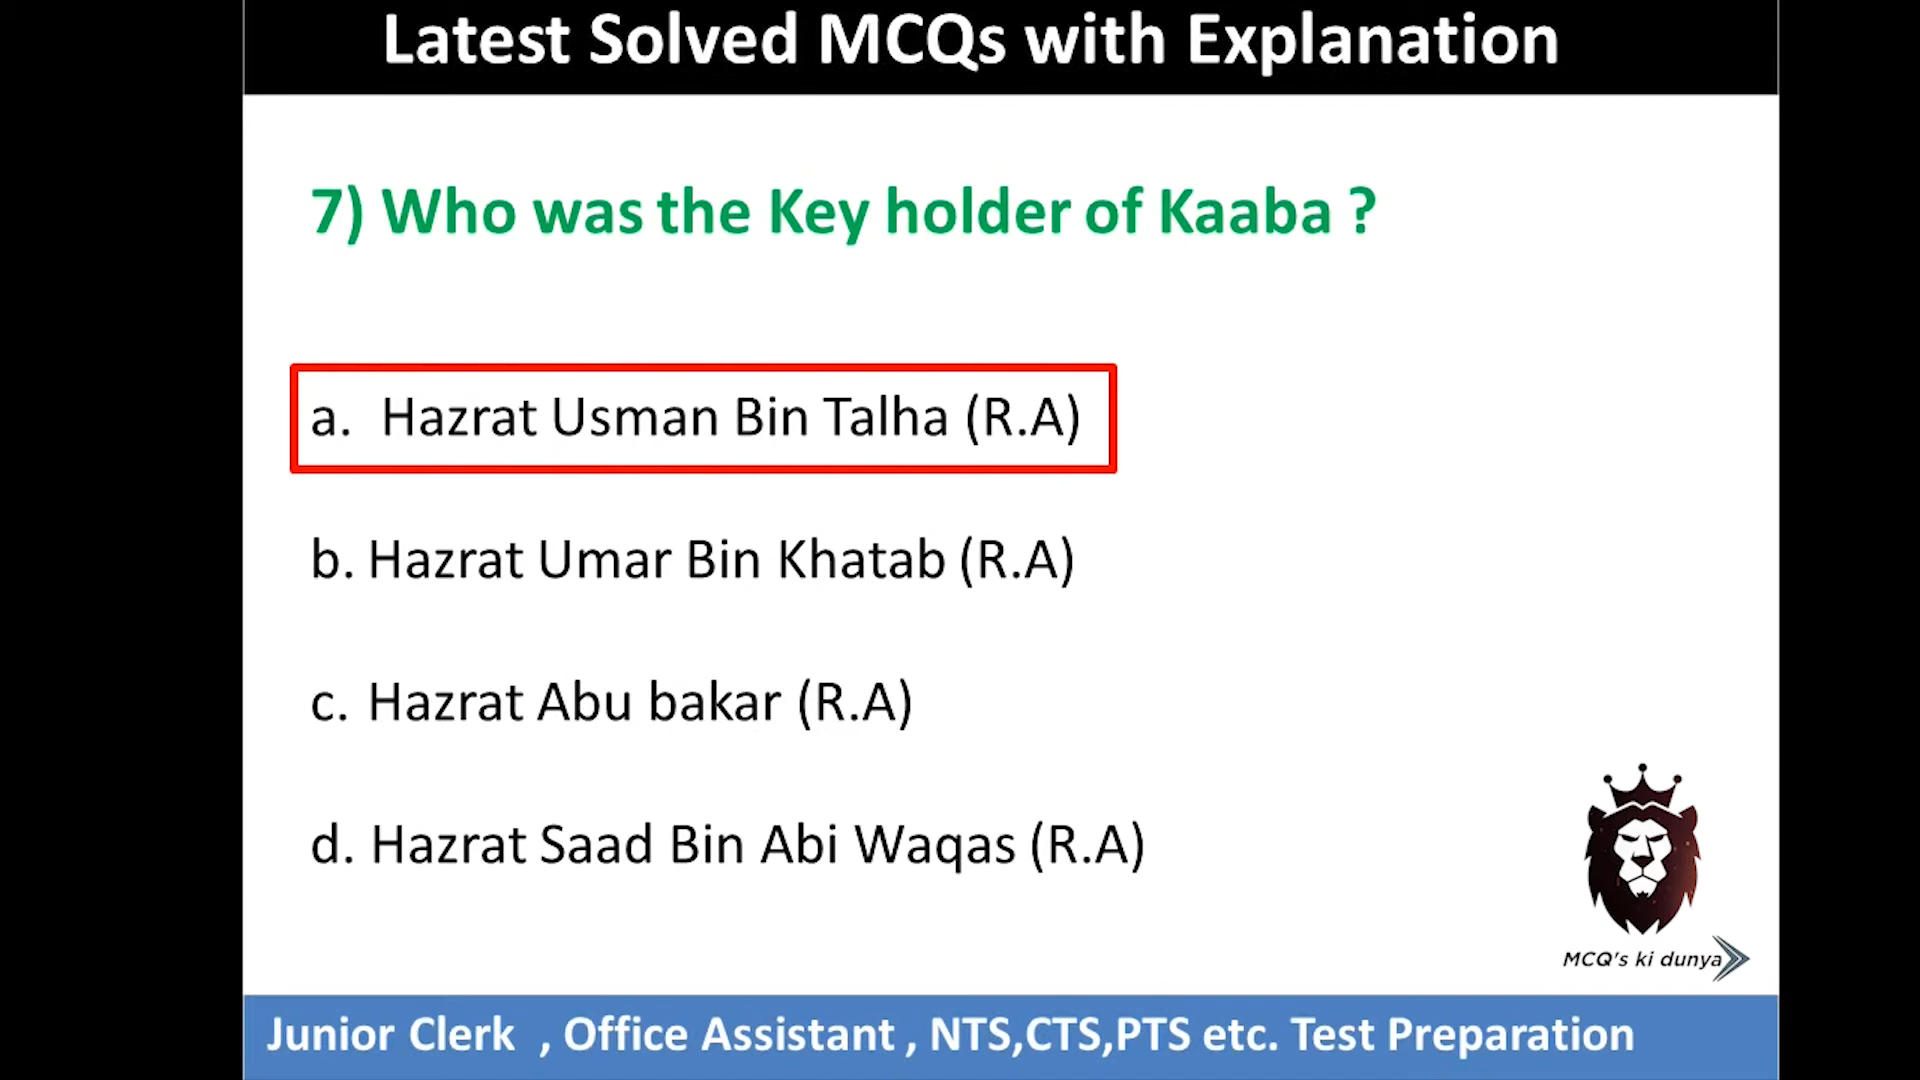 Latest Solved MCQs with Explanation
7) Who was the Key holder of Kaaba ?
a. Hazrat Usman Bin Talha (R.A)
b. Hazrat Umar Bin Khatab (R.A)
c. Hazrat Abu bakar (R.A)
d. Hazrat Saad Bin Abi Waqas (R.A)
MCQ's ki dunya
Junior Clerk , Office Assistant , NTS,CTS,PTS etc. Test Preparation